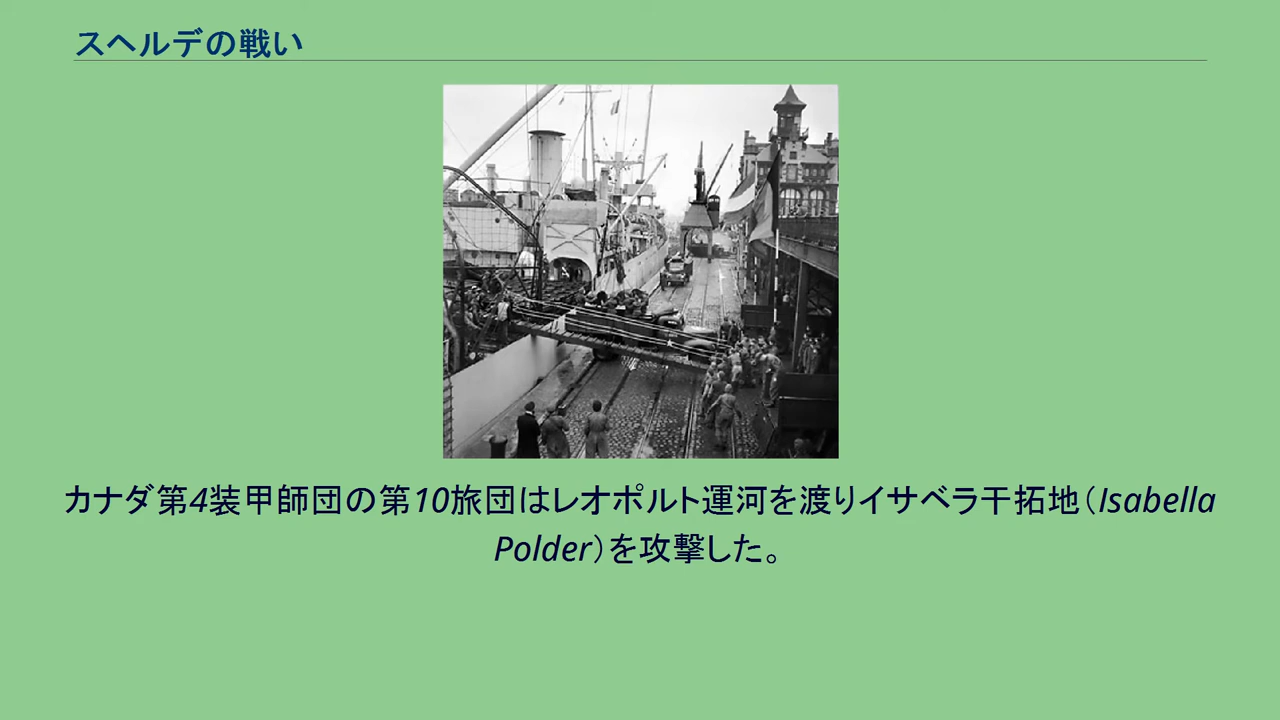 スヘルデの戦い
カナダ第4装甲師団の第10旅団はレオポルト運河を渡りイサベラ干拓地（Isabella
Polder）を攻撃した。